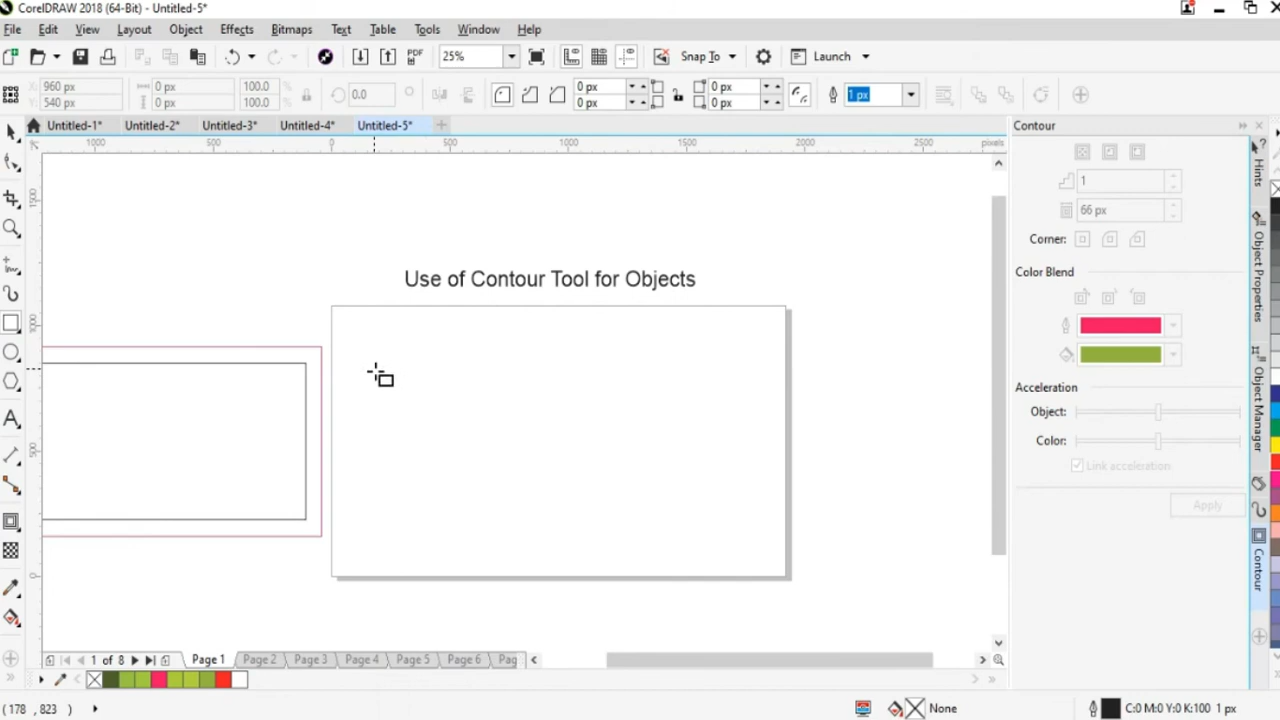 CorelDRAW 2018 (64-Bit) - Untitled-5*
File Edit View Layout Object Effects Bitmaps Text Table Tools Window Help
PDF 25% Snap To Launch
X: 960 px 0 px 100.0 % 0.0 ° 0 px 0 px 1 px
Y: 540 px 0 px 100.0 % 0 px 0 px
Untitled-1* Untitled-2* Untitled-3* Untitled-4* Untitled-5*
1000 500 0 500 1000 1500 2000 2500 pixels
1500
1000
500
0
Use of Contour Tool for Objects
Contour
1
66 px
Corner:
Color Blend
Acceleration
Object:
Color:
Link acceleration
Apply
Hints
Object Properties
Object Manager
Contour
1 of 8 Page 1 Page 2 Page 3 Page 4 Page 5 Page 6 Pag
(178 , 823 ) None C:0 M:0 Y:0 K:100 1 px